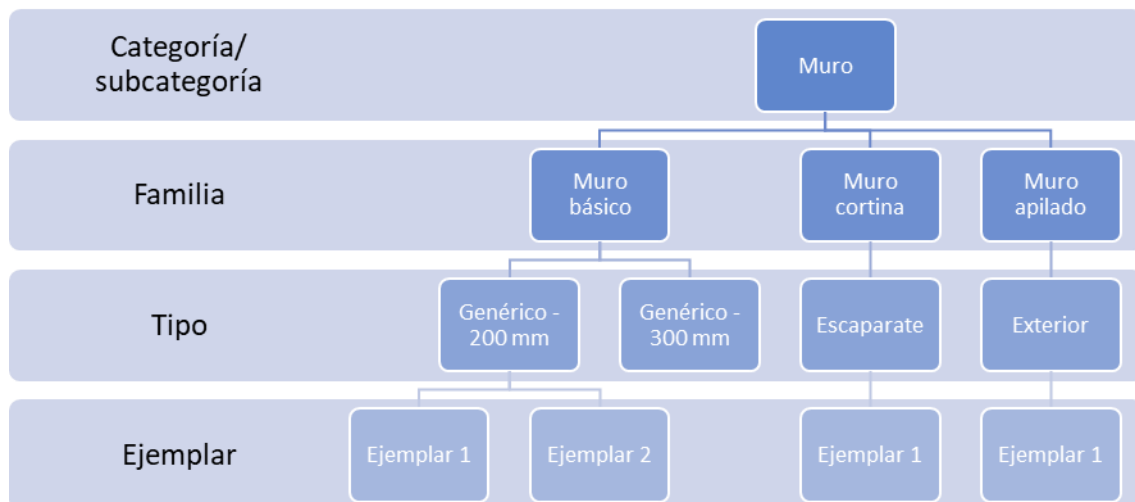 Categoría/
subcategoría
Muro
Familia
Muro
básico
Muro
cortina
Muro
apilado
Tipo
Genérico -
200 mm
Genérico -
300 mm
Escaparate
Exterior
Ejemplar
Ejemplar 1
Ejemplar 2
Ejemplar 1
Ejemplar 1